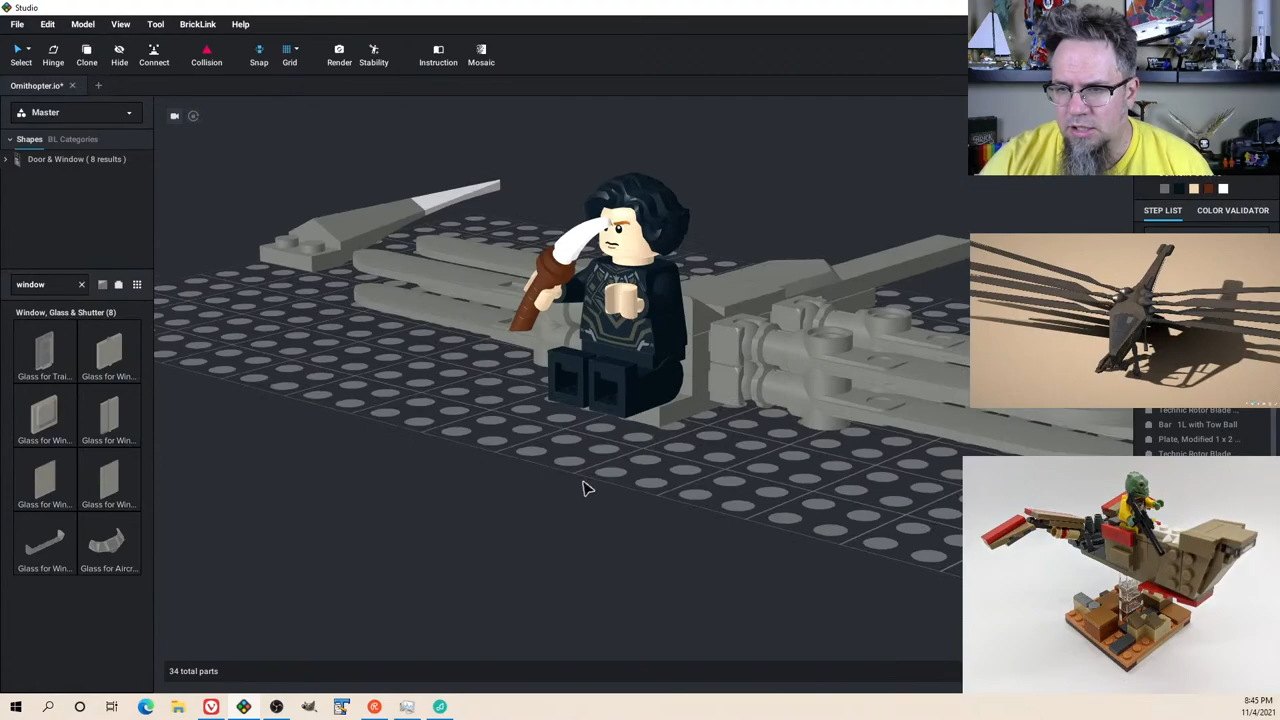 Studio
File Edit Model View Tool BrickLink Help
Select Hinge Clone Hide Connect Collision Snap Grid Render Stability Instruction Mosaic
Ornithopter.io*
Master
Shapes BL Categories
Door & Window ( 8 results )
window
Window, Glass & Shutter (8)
Glass for Trai... Glass for Win...
Glass for Win... Glass for Win...
Glass for Win... Glass for Win...
Glass for Win... Glass for Aircr...
34 total parts
STEP LIST COLOR VALIDATOR
Technic Rotor Blade ...
Bar 1L with Tow Ball
Plate, Modified 1 x 2 ...
Technic Rotor Blade
8:45 PM
11/4/2021